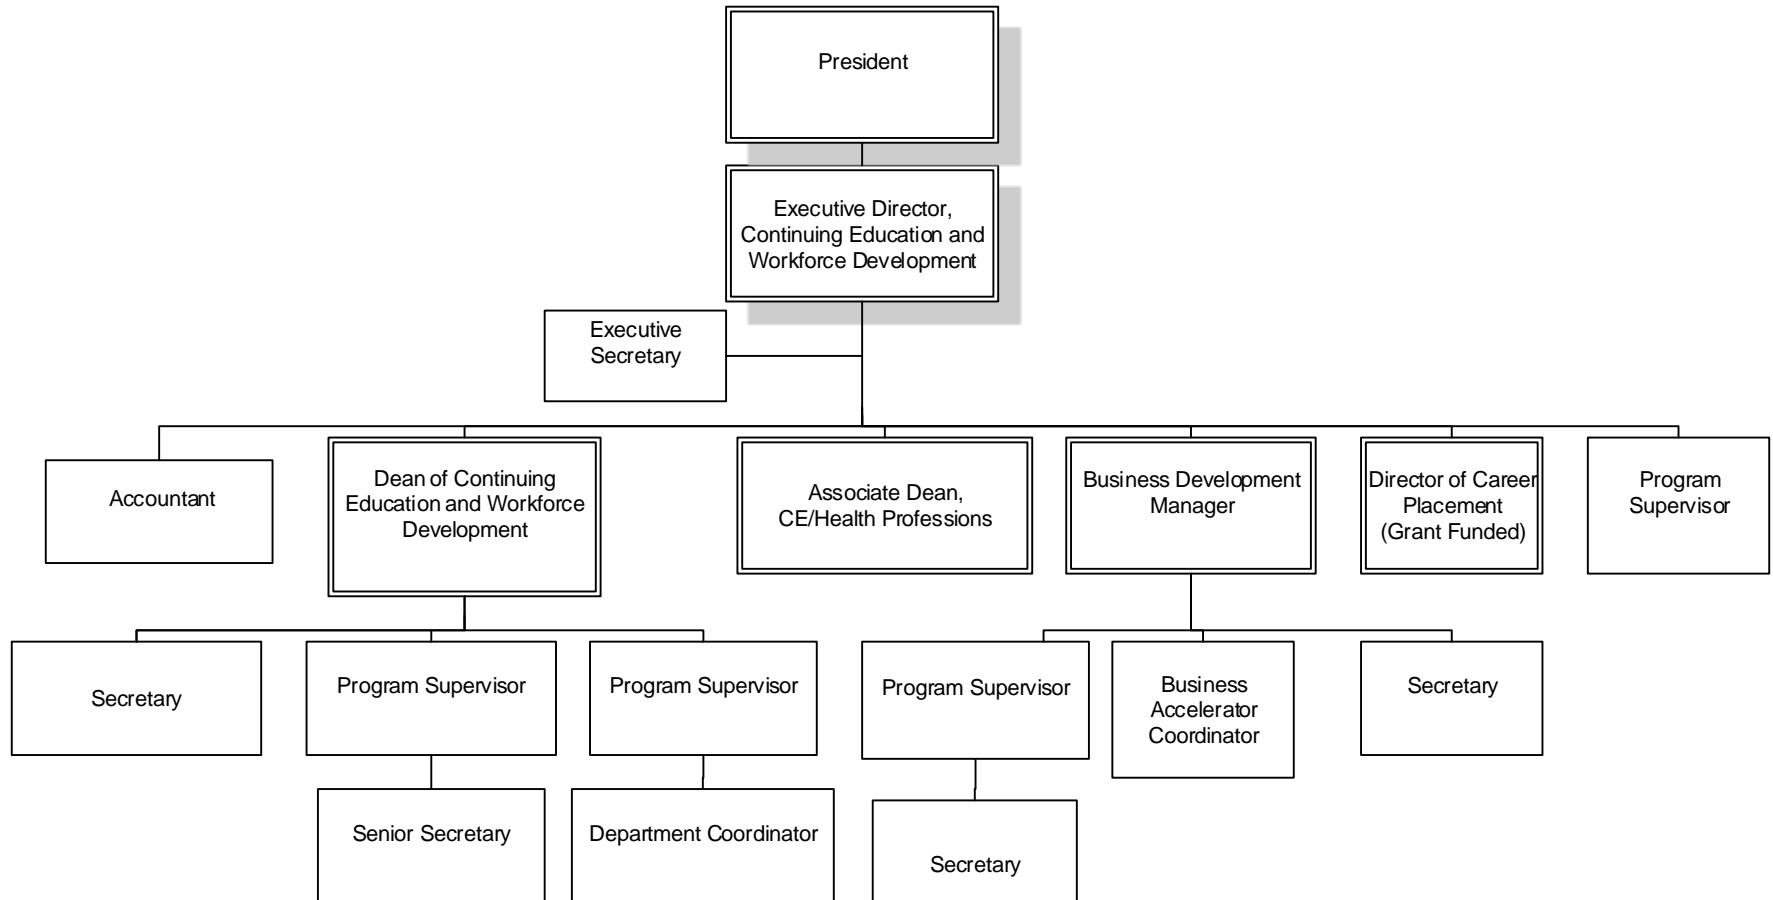 President
Executive Director,
Continuing Education and
Workforce Development
Executive
Secretary
Accountant
Dean of Continuing
Education and Workforce
Development
Associate Dean,
CE/Health Professions
Business Development
Manager
Director of Career
Placement
(Grant Funded)
Program
Supervisor
Secretary
Program Supervisor
Program Supervisor
Program Supervisor
Business
Accelerator
Coordinator
Secretary
Senior Secretary
Department Coordinator
Secretary